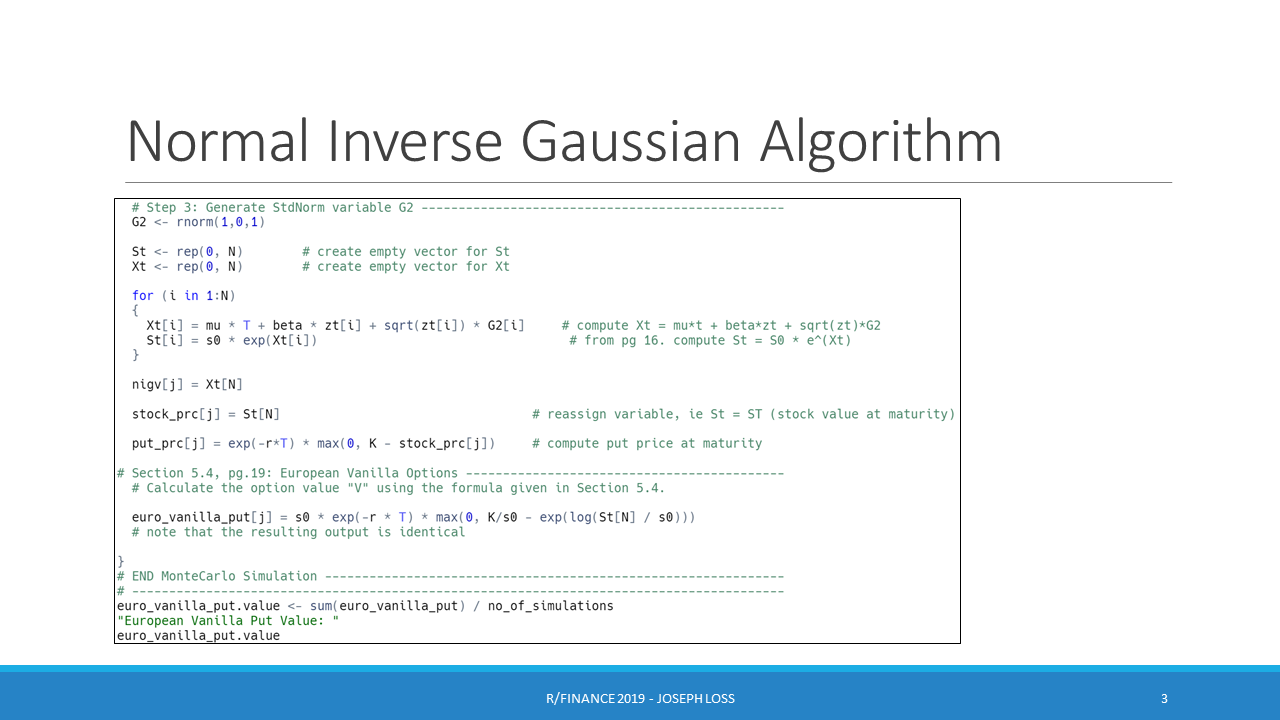 Normal Inverse Gaussian Algorithm
# Step 3: Generate StdNorm variable G2 -------------------------------------------------
G2 <- rnorm(1,0,1)
St <- rep(0, N)        # create empty vector for St
Xt <- rep(0, N)        # create empty vector for Xt
for (i in 1:N)
{
Xt[i] = mu * T + beta * zt[i] + sqrt(zt[i]) * G2[i]     # compute Xt = mu*t + beta*zt + sqrt(zt)*G2
St[i] = s0 * exp(Xt[i])                                  # from pg 16. compute St = S0 * e^(Xt)
}
nigv[j] = Xt[N]
stock_prc[j] = St[N]                                  # reassign variable, ie St = ST (stock value at maturity)
put_prc[j] = exp(-r*T) * max(0, K - stock_prc[j])     # compute put price at maturity
# Section 5.4, pg.19: European Vanilla Options -------------------------------------------
# Calculate the option value "V" using the formula given in Section 5.4.
euro_vanilla_put[j] = s0 * exp(-r * T) * max(0, K/s0 - exp(log(St[N] / s0)))
# note that the resulting output is identical
}
# END MonteCarlo Simulation --------------------------------------------------------------
# ----------------------------------------------------------------------------------------
euro_vanilla_put.value <- sum(euro_vanilla_put) / no_of_simulations
"European Vanilla Put Value: "
euro_vanilla_put.value
R/FINANCE 2019 - JOSEPH LOSS
3